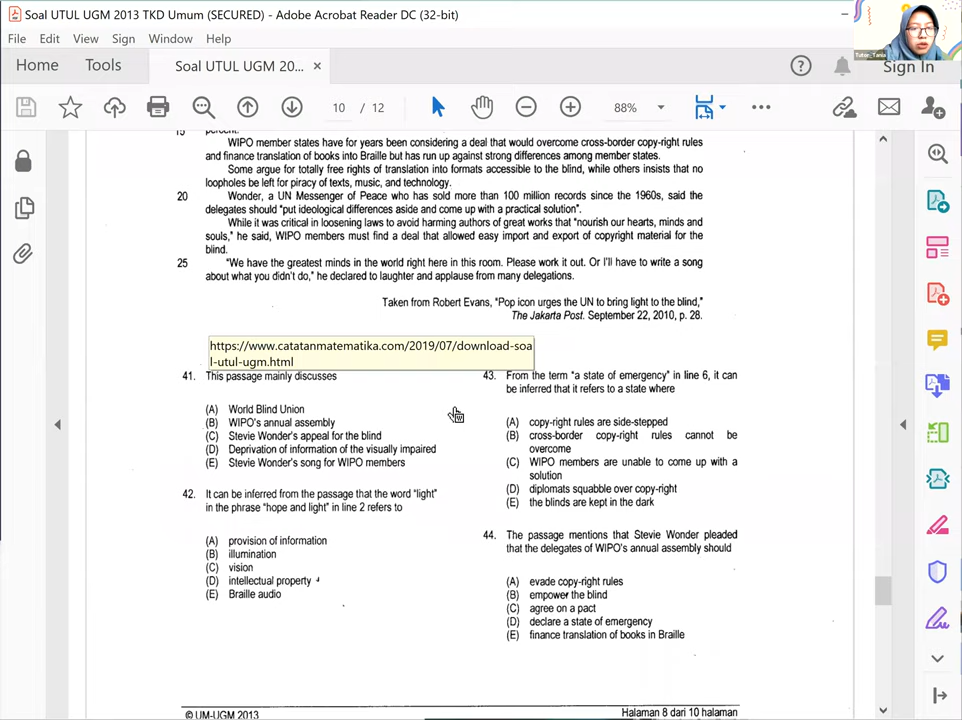 Soal UTUL UGM 2013 TKD Umum (SECURED) - Adobe Acrobat Reader DC (32-bit)
File Edit View Sign Window Help
Home Tools Soal UTUL UGM 20... × Sign In
10 / 12 88%
15 percent.
WIPO member states have for years been considering a deal that would overcome cross-border copy-right rules
and finance translation of books into Braille but has run up against strong differences among member states.
Some argue for totally free rights of translation into formats accessible to the blind, while others insists that no
loopholes be left for piracy of texts, music, and technology.
20 Wonder, a UN Messenger of Peace who has sold more than 100 million records since the 1960s, said the
delegates should "put ideological differences aside and come up with a practical solution".
While it was critical in loosening laws to avoid harming authors of great works that "nourish our hearts, minds and
souls," he said, WIPO members must find a deal that allowed easy import and export of copyright material for the
blind.
25 "We have the greatest minds in the world right here in this room. Please work it out. Or I'll have to write a song
about what you didn't do," he declared to laughter and applause from many delegations.
Taken from Robert Evans, "Pop icon urges the UN to bring light to the blind,"
The Jakarta Post. September 22, 2010, p. 28.
https://www.catatanmatematika.com/2019/07/download-soa
l-utul-ugm.html
41. This passage mainly discusses
(A) World Blind Union
(B) WIPO's annual assembly
(C) Stevie Wonder's appeal for the blind
(D) Deprivation of information of the visually impaired
(E) Stevie Wonder's song for WIPO members
42. It can be inferred from the passage that the word "light"
in the phrase "hope and light" in line 2 refers to
(A) provision of information
(B) illumination
(C) vision
(D) intellectual property
(E) Braille audio
43. From the term "a state of emergency" in line 6, it can
be inferred that it refers to a state where
(A) copy-right rules are side-stepped
(B) cross-border copy-right rules cannot be
overcome
(C) WIPO members are unable to come up with a
solution
(D) diplomats squabble over copy-right
(E) the blinds are kept in the dark
44. The passage mentions that Stevie Wonder pleaded
that the delegates of WIPO's annual assembly should
(A) evade copy-right rules
(B) empower the blind
(C) agree on a pact
(D) declare a state of emergency
(E) finance translation of books in Braille
© UM-UGM 2013 Halaman 8 dari 10 halaman